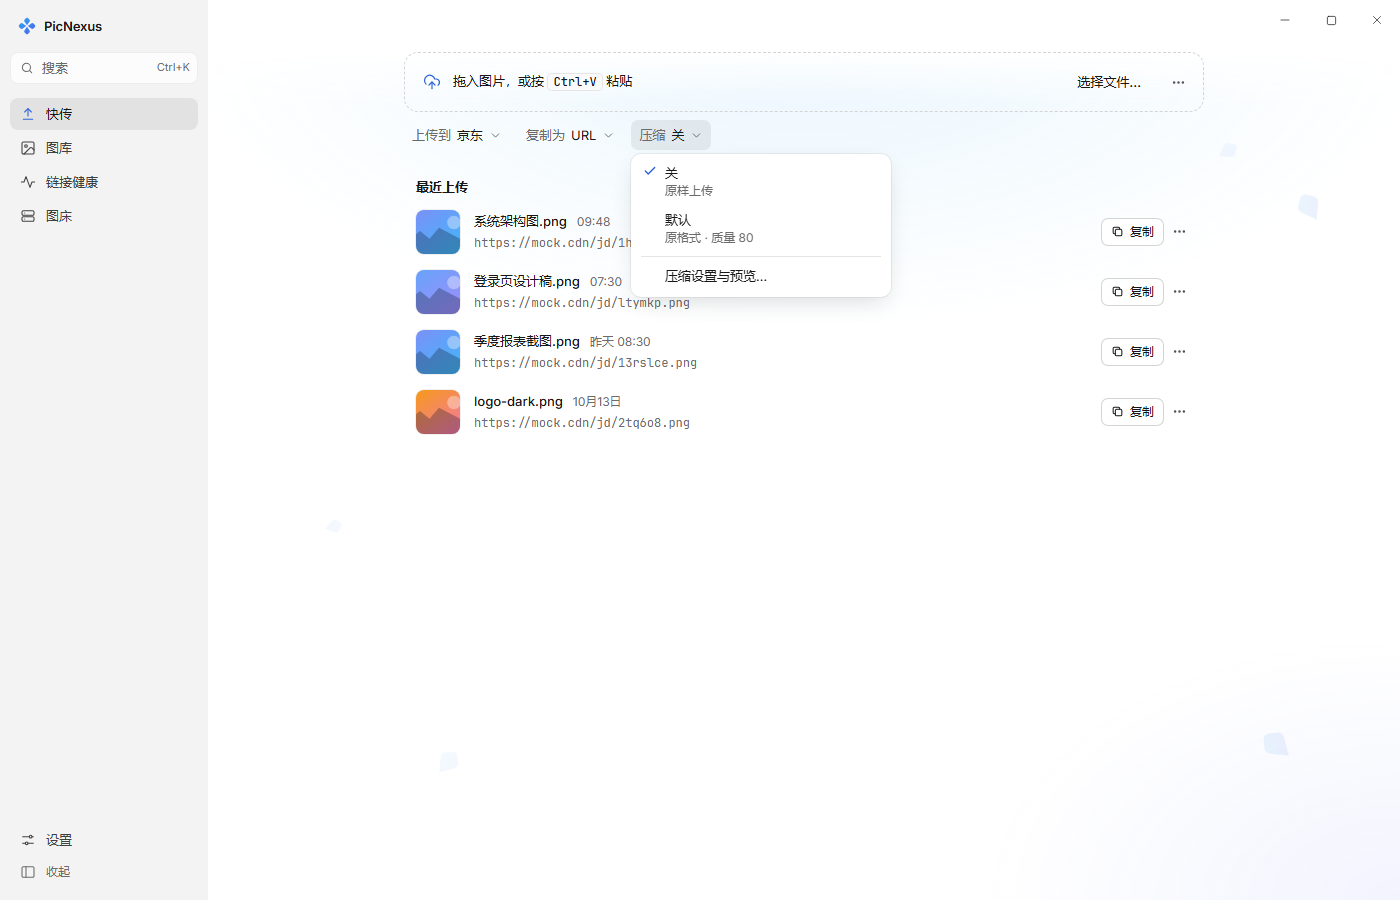 PicNexus
搜索 Ctrl+K
快传
图库
链接健康
图床
设置
收起
拖入图片，或按 Ctrl+V 粘贴
选择文件...
上传到 京东
复制为 URL
压缩 关
关
原样上传
默认
原格式 · 质量 80
压缩设置与预览...
最近上传
系统架构图.png 09:48
https://mock.cdn/jd/1h
复制
登录页设计稿.png 07:30
https://mock.cdn/jd/ltymkp.png
复制
季度报表截图.png 昨天 08:30
https://mock.cdn/jd/13rslce.png
复制
logo-dark.png 10月13日
https://mock.cdn/jd/2tq6o8.png
复制